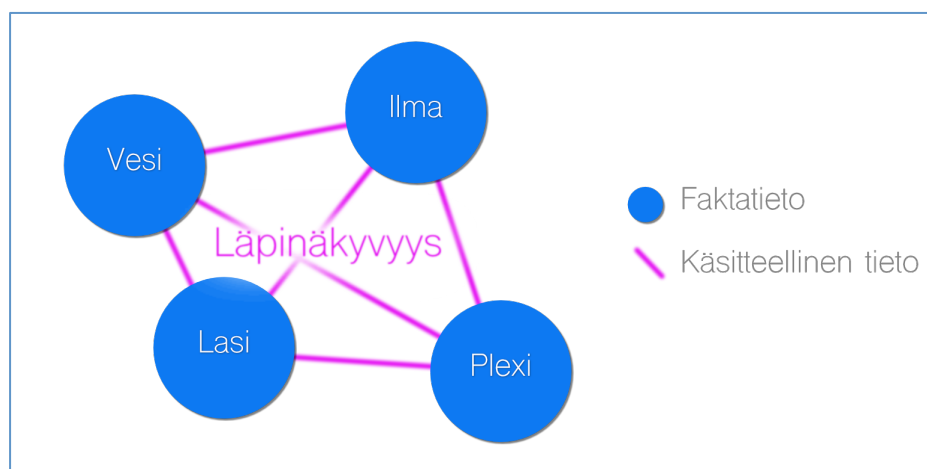 Ilma
Vesi
Faktatieto
Läpinäkyvyys
Käsitteellinen tieto
Lasi
Plexi